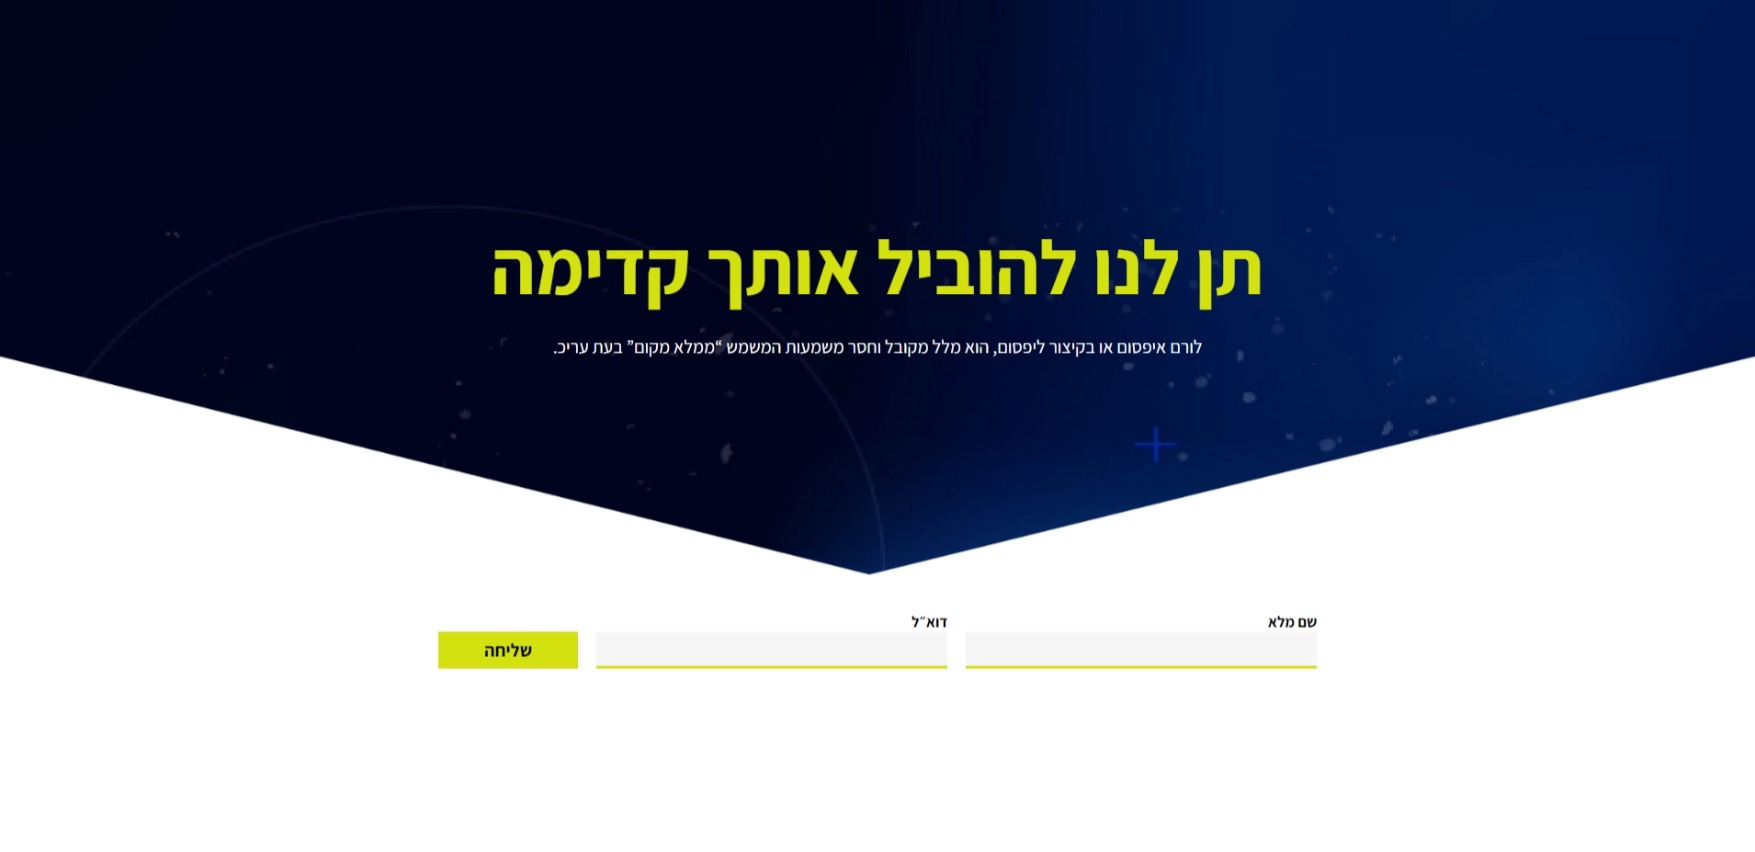 תן לנו להוביל אותך קדימה
לורם איפסום או בקיצור ליפסום, הוא מלל מקובל וחסר משמעות המשמש “ממלא מקום” בעת עריכ.
שם מלא
דוא״ל
שליחה